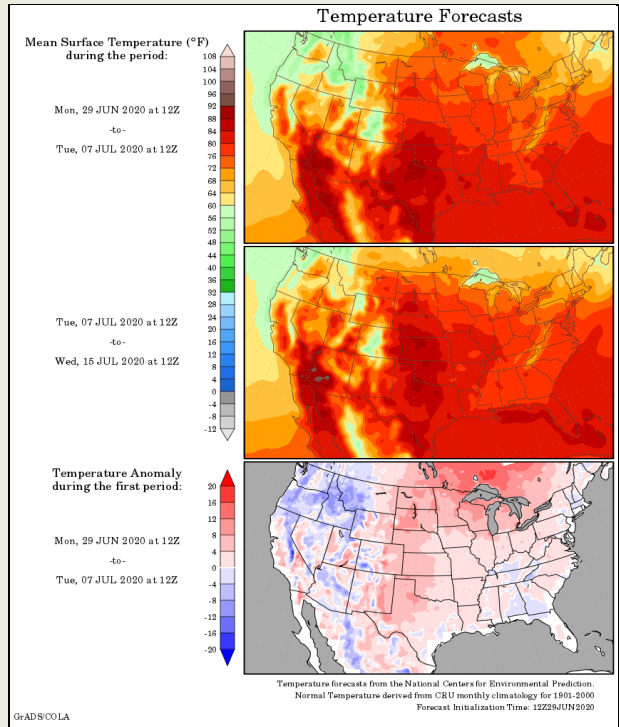 Temperature Forecasts
Mean Surface Temperature (°F)
during the period:
Mon, 29 JUN 2020 at 12Z
-to-
Tue, 07 JUL 2020 at 12Z
108
104
100
96
92
88
84
80
76
72
68
64
60
56
52
48
44
40
36
32
28
24
20
16
12
8
4
0
-4
-8
-12
Tue, 07 JUL 2020 at 12Z
-to-
Wed, 15 JUL 2020 at 12Z
Temperature Anomaly
during the first period:
Mon, 29 JUN 2020 at 12Z
-to-
Tue, 07 JUL 2020 at 12Z
20
16
12
8
4
0
-4
-8
-12
-16
-20
Temperature forecasts from the National Centers for Environmental Prediction.
Normal Temperature derived from CRU monthly climatology for 1901-2000
Forecast Initialization Time: 12Z29JUN2020
GrADS/COLA